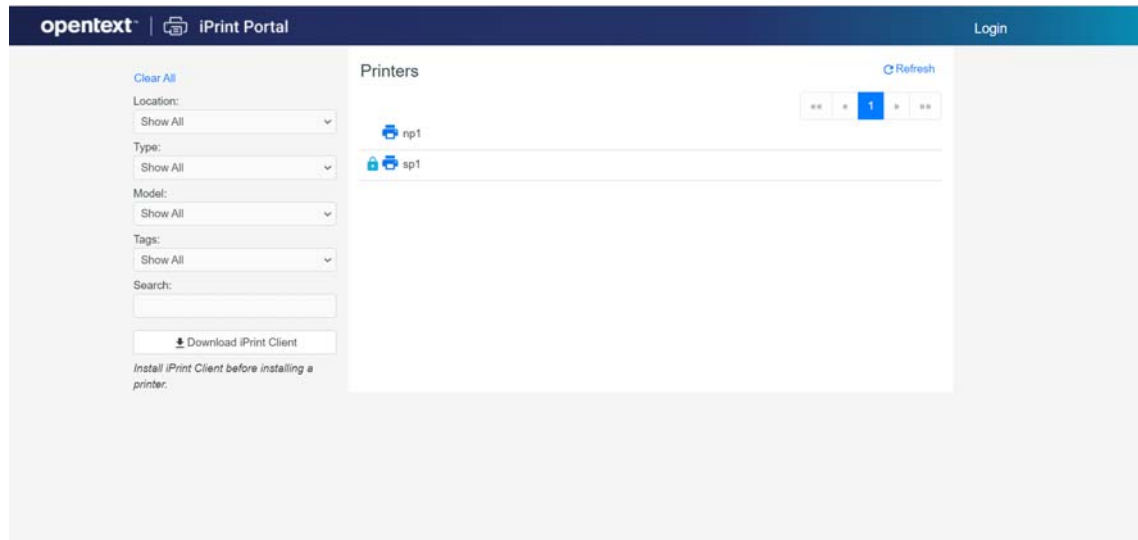 opentext™ | iPrint Portal
Login
Clear All
Location:
Show All
Type:
Show All
Model:
Show All
Tags:
Show All
Search:
Download iPrint Client
Install iPrint Client before installing a
printer.
Printers
Refresh
«« « 1 » »»
np1
sp1